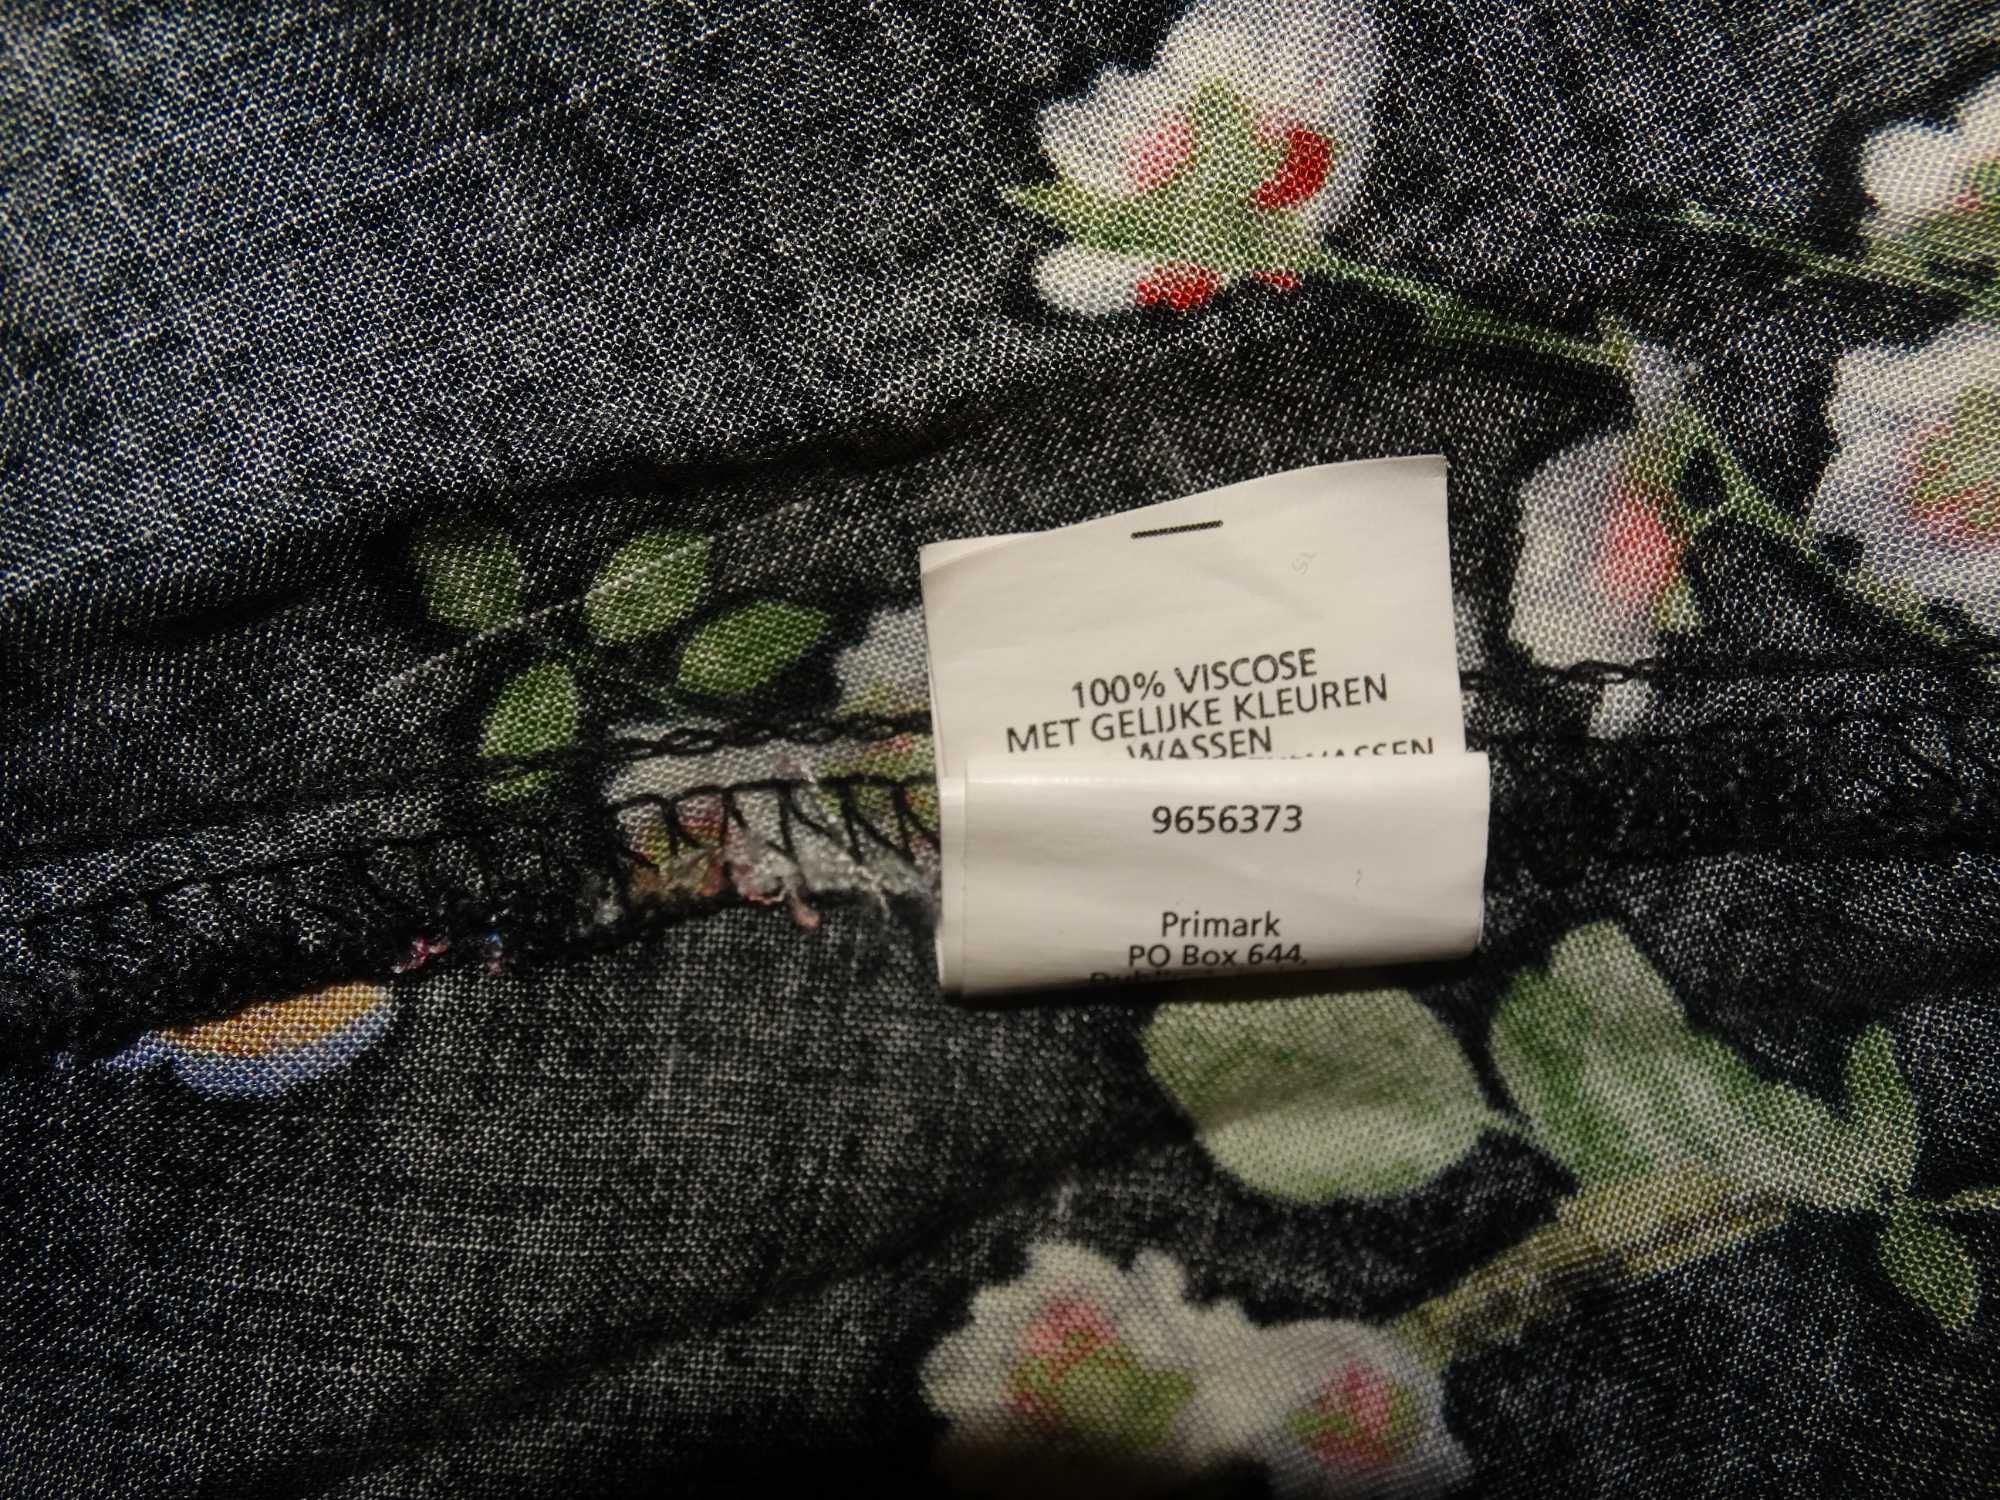 100% VISCOSE
MET GELIJKE KLEUREN
WASSEN
9656373
Primark
PO Box 644,